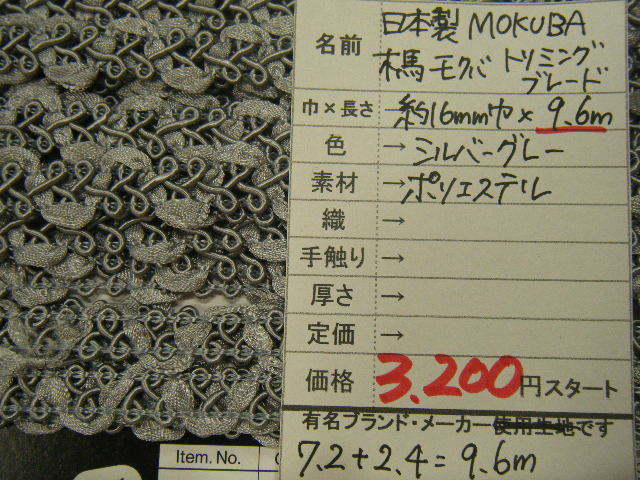 名前 日本製 MOKUBA
木馬 モクバ トリミング
ブレード
巾×長さ 約16mm巾× 9.6m
色 →シルバーグレー
素材 →ポリエステル
織 →
手触り →
厚さ →
定価 →
価格 3,200円スタート
有名ブランド・メーカー使用生地です
7.2+2.4=9.6m
Item. No.